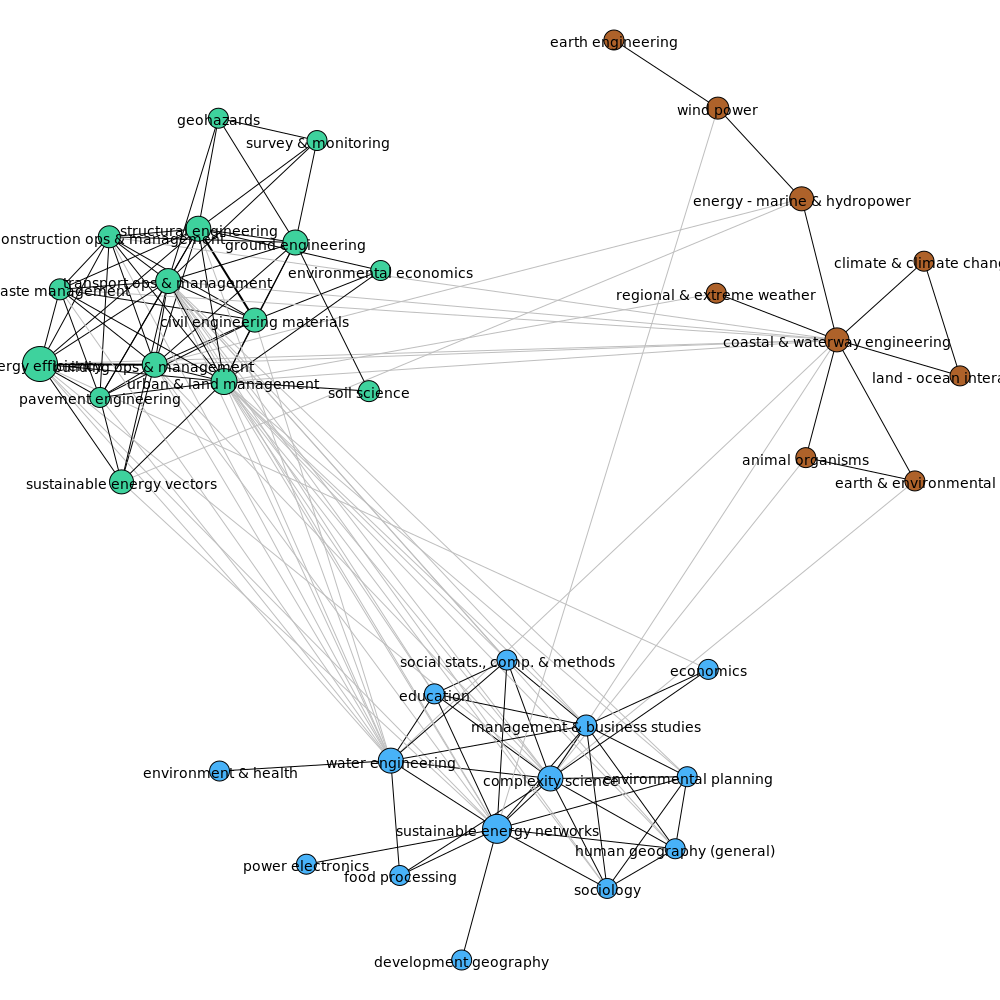 earth engineering
wind power
geohazards
survey & monitoring
energy - marine & hydropower
structural engineering
onstruction ops & management
ground engineering
climate & climate chang
environmental economics
transport ops & management
aste management
regional & extreme weather
civil engineering materials
coastal & waterway engineering
ergy efficiency
building ops & management
land - ocean intera
urban & land management
soil science
pavement engineering
animal organisms
sustainable energy vectors
earth & environmental
social stats., comp. & methods
economics
education
management & business studies
water engineering
environment & health
complexity science
environmental planning
sustainable energy networks
human geography (general)
power electronics
food processing
sociology
development geography